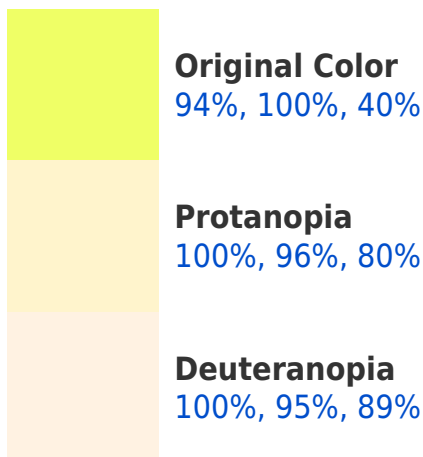 Original Color
94%, 100%, 40%
Protanopia
100%, 96%, 80%
Deuteranopia
100%, 95%, 89%